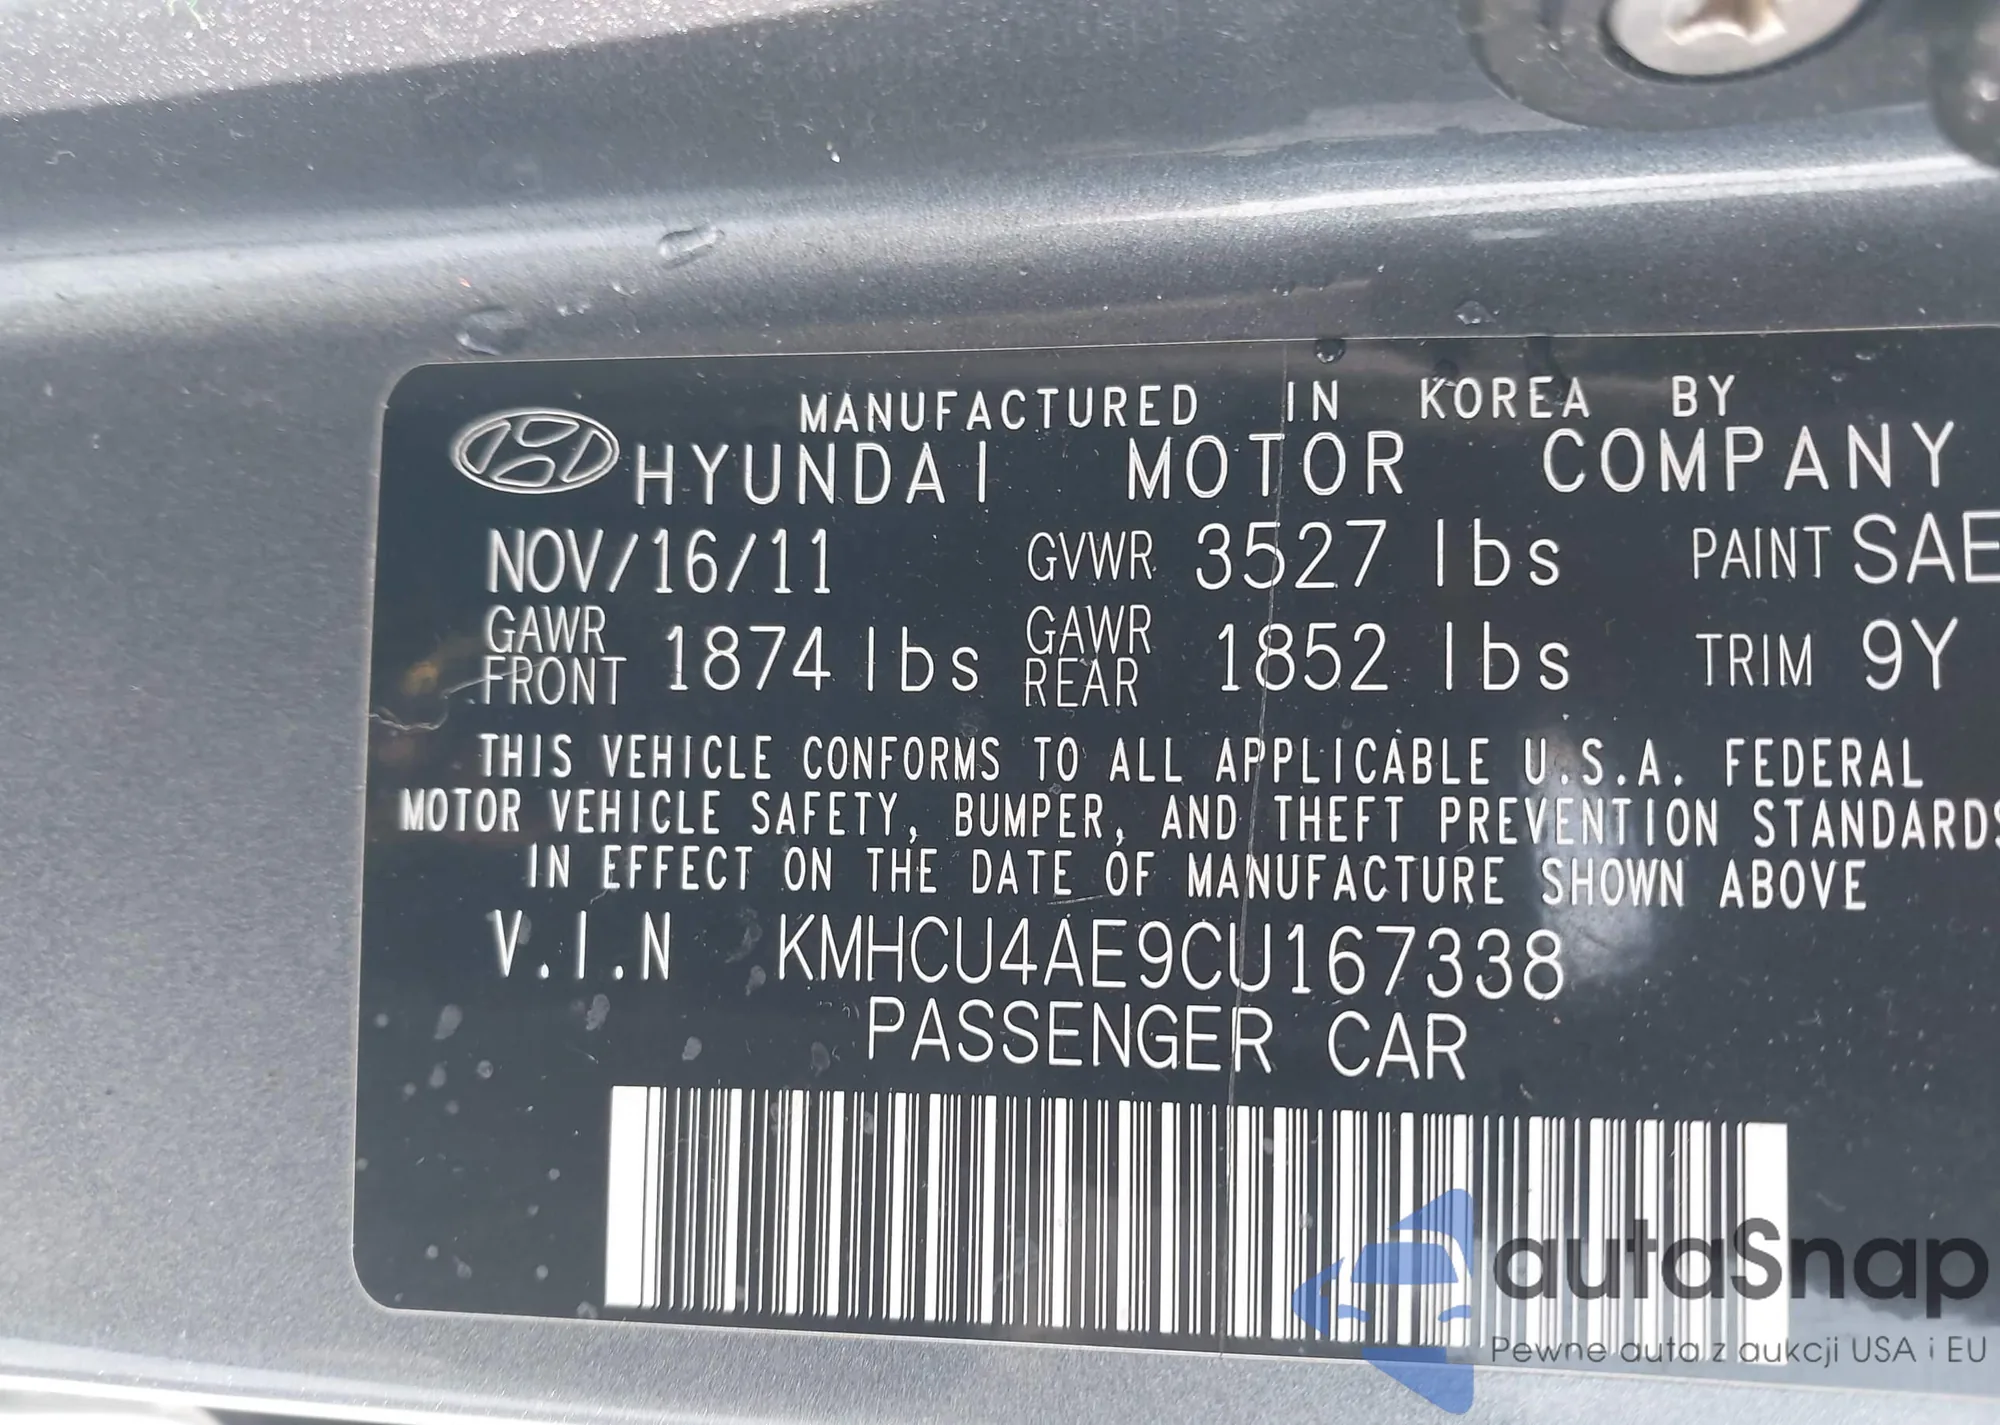 MANUFACTURED IN KOREA BY
HYUNDAI MOTOR COMPANY
NOV/16/11 GVWR 3527 lbs PAINT SAE
GAWR FRONT 1874 lbs GAWR REAR 1852 lbs TRIM 9Y
THIS VEHICLE CONFORMS TO ALL APPLICABLE U.S.A. FEDERAL
MOTOR VEHICLE SAFETY, BUMPER, AND THEFT PREVENTION STANDARDS
IN EFFECT ON THE DATE OF MANUFACTURE SHOWN ABOVE
V.I.N KMHCU4AE9CU167338
PASSENGER CAR
autaSnap
Pewne auta z aukcji USA i EU